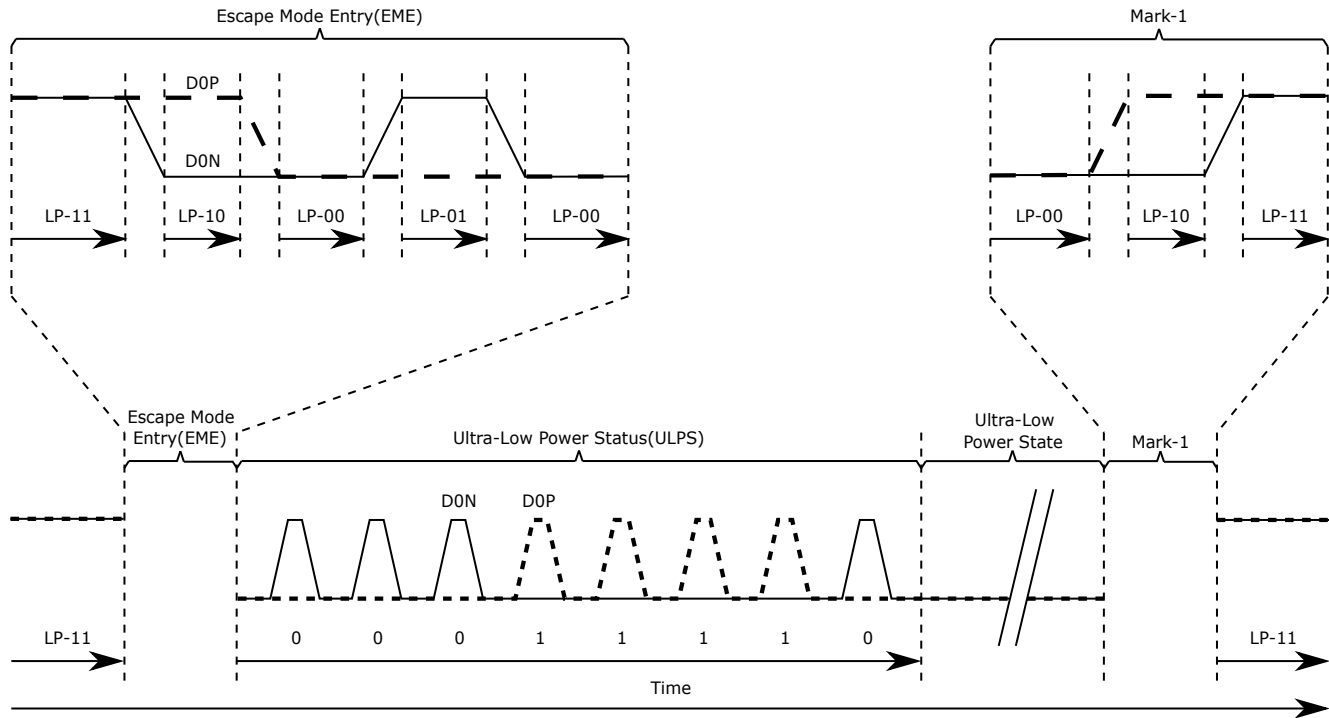 Escape Mode Entry(EME)
Mark-1
D0P
D0N
LP-11 LP-10 LP-00 LP-01 LP-00
LP-00 LP-10 LP-11
Escape Mode
Entry(EME)
Ultra-Low Power Status(ULPS)
Ultra-Low
Power State
Mark-1
D0N D0P
LP-11
0 0 0 1 1 1 1 0
LP-11
Time